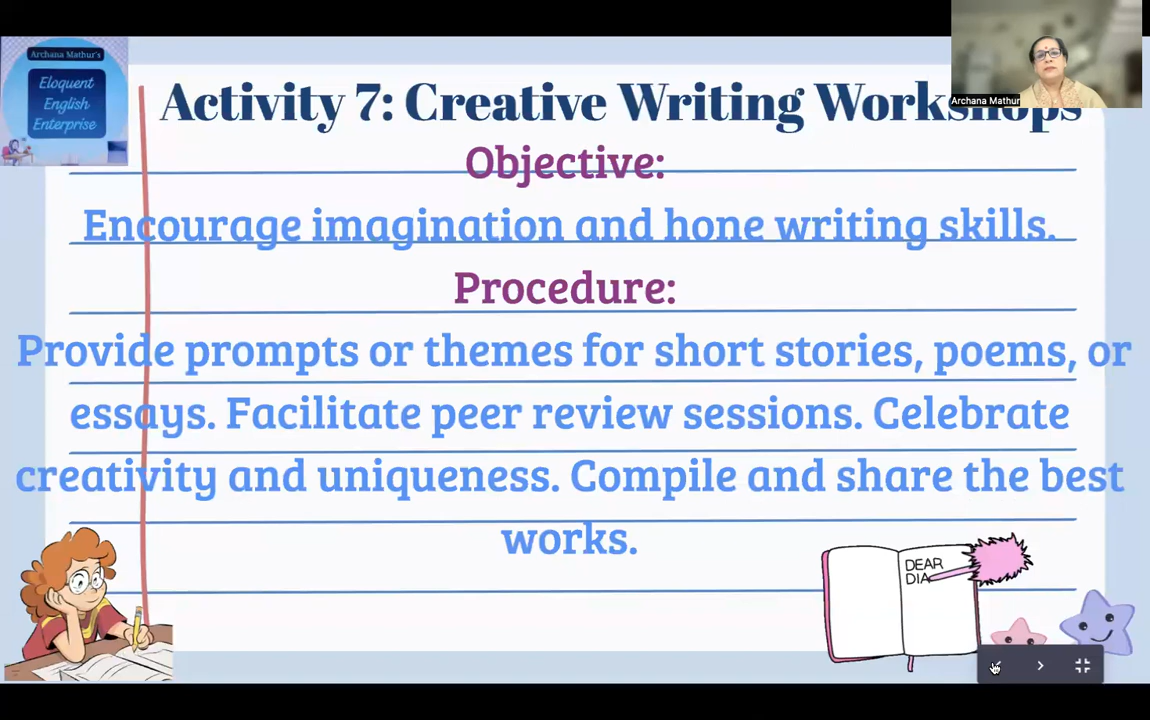 Archana Mathur's
Eloquent
English
Enterprise
Activity 7: Creative Writing Workshops
Archana Mathur
Objective:
Encourage imagination and hone writing skills.
Procedure:
Provide prompts or themes for short stories, poems, or
essays. Facilitate peer review sessions. Celebrate
creativity and uniqueness. Compile and share the best
works.
DEAR
DIA